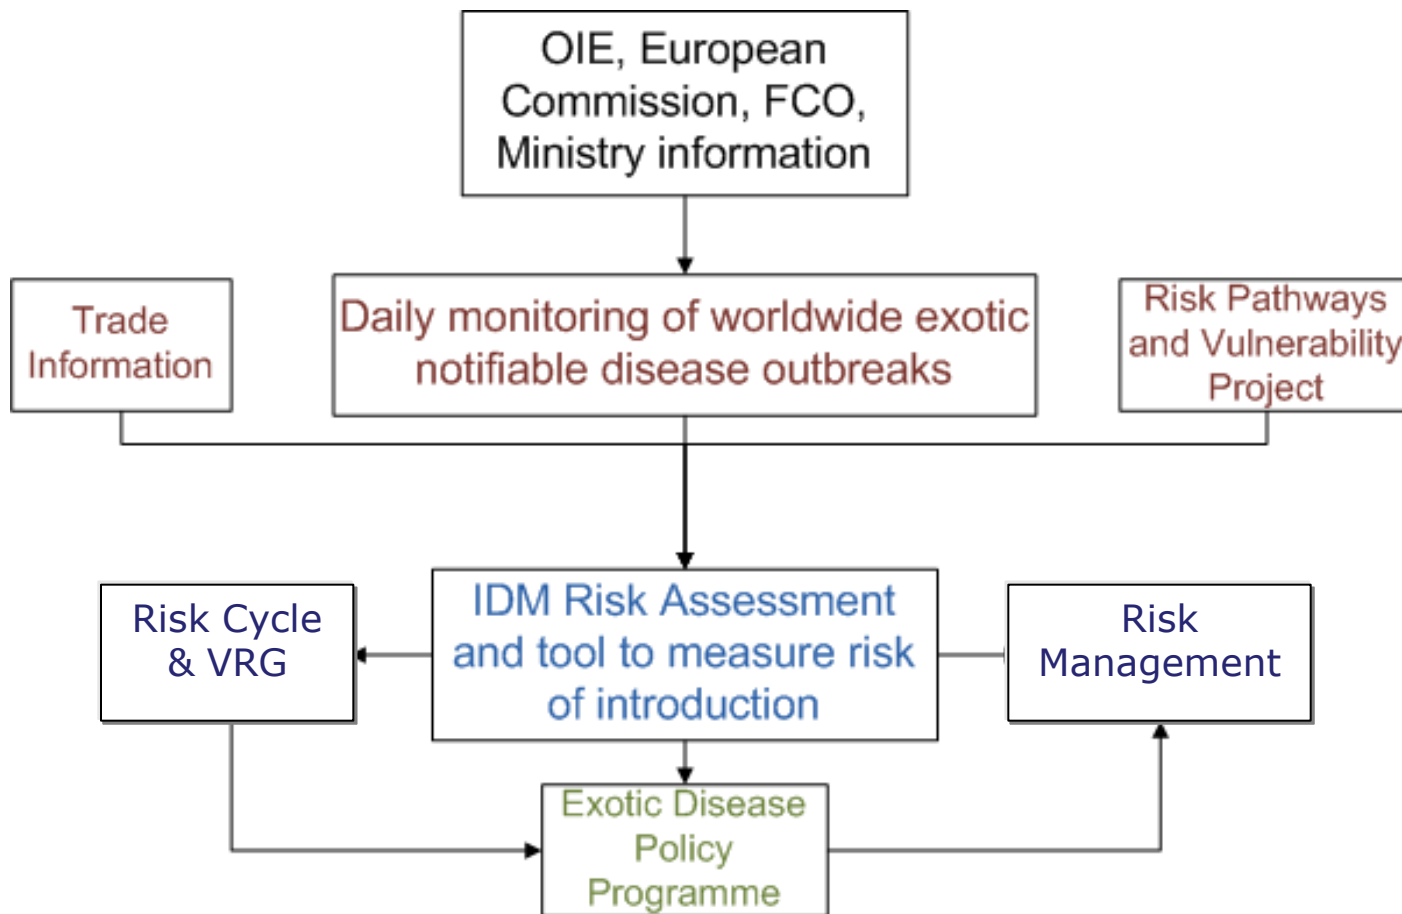 OIE, European
Commission, FCO,
Ministry information
Trade
Information
Daily monitoring of worldwide exotic
notifiable disease outbreaks
Risk Pathways
and Vulnerability
Project
Risk Cycle
& VRG
IDM Risk Assessment
and tool to measure risk
of introduction
Risk
Management
Exotic Disease
Policy
Programme